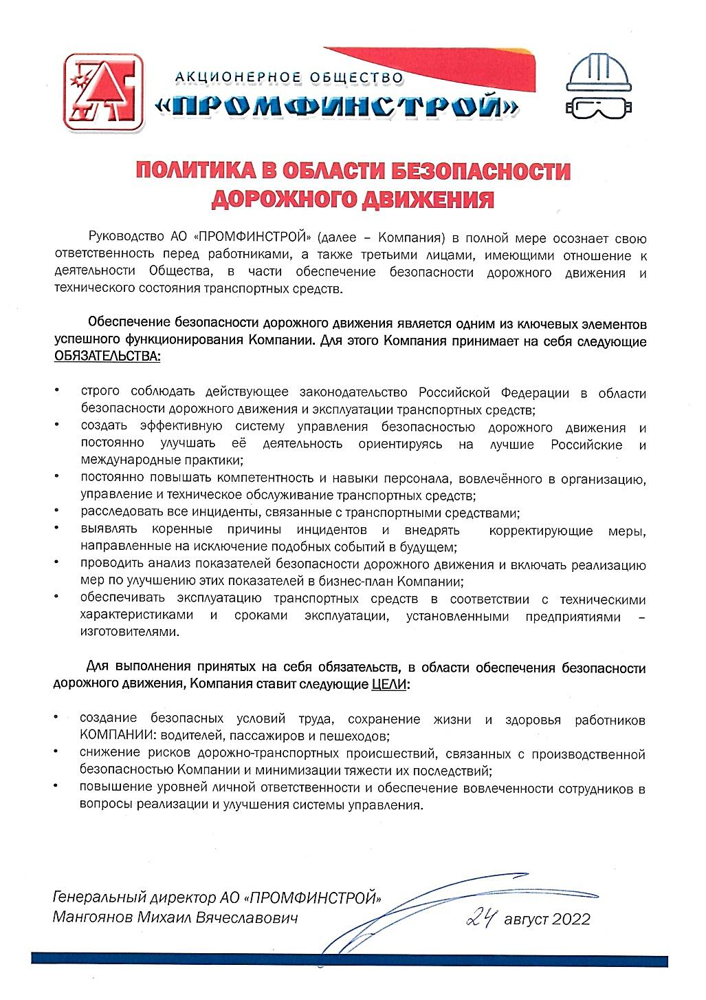 АКЦИОНЕРНОЕ ОБЩЕСТВО
«ПРОМФИНСТРОЙ»
ПОЛИТИКА В ОБЛАСТИ БЕЗОПАСНОСТИ
ДОРОЖНОГО ДВИЖЕНИЯ
Руководство АО «ПРОМФИНСТРОЙ» (далее – Компания) в полной мере осознает свою
ответственность перед работниками, а также третьими лицами, имеющими отношение к
деятельности Общества, в части обеспечение безопасности дорожного движения и
технического состояния транспортных средств.
Обеспечение безопасности дорожного движения является одним из ключевых элементов
успешного функционирования Компании. Для этого Компания принимает на себя следующие
ОБЯЗАТЕЛЬСТВА:
• строго соблюдать действующее законодательство Российской Федерации в области
безопасности дорожного движения и эксплуатации транспортных средств;
• создать эффективную систему управления безопасностью дорожного движения и
постоянно улучшать её деятельность ориентируясь на лучшие Российские и
международные практики;
• постоянно повышать компетентность и навыки персонала, вовлечённого в организацию,
управление и техническое обслуживание транспортных средств;
• расследовать все инциденты, связанные с транспортными средствами;
• выявлять коренные причины инцидентов и внедрять корректирующие меры,
направленные на исключение подобных событий в будущем;
• проводить анализ показателей безопасности дорожного движения и включать реализацию
мер по улучшению этих показателей в бизнес-план Компании;
• обеспечивать эксплуатацию транспортных средств в соответствии с техническими
характеристиками и сроками эксплуатации, установленными предприятиями –
изготовителями.
Для выполнения принятых на себя обязательств, в области обеспечения безопасности
дорожного движения, Компания ставит следующие ЦЕЛИ:
• создание безопасных условий труда, сохранение жизни и здоровья работников
КОМПАНИИ: водителей, пассажиров и пешеходов;
• снижение рисков дорожно-транспортных происшествий, связанных с производственной
безопасностью Компании и минимизации тяжести их последствий;
• повышение уровней личной ответственности и обеспечение вовлеченности сотрудников в
вопросы реализации и улучшения системы управления.
Генеральный директор АО «ПРОМФИНСТРОЙ»
Мангоянов Михаил Вячеславович
24 август 2022